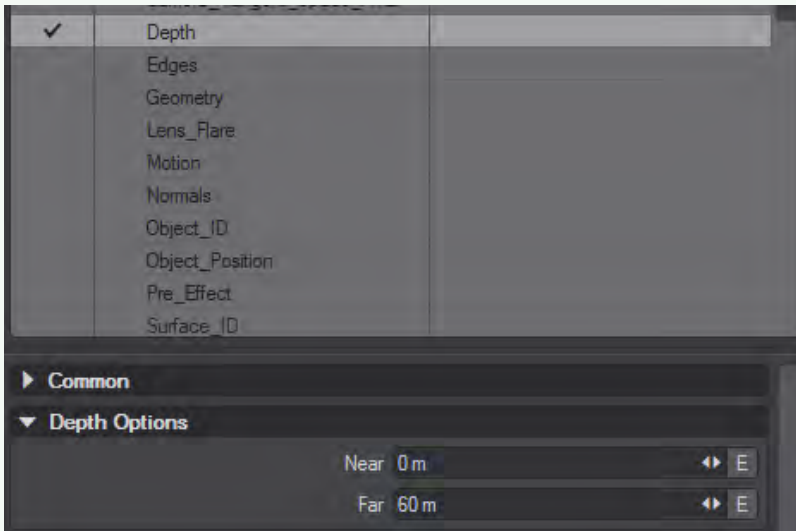 Depth
Edges
Geometry
Lens_Flare
Motion
Normals
Object_ID
Object_Position
Pre_Effect
Surface_ID
Common
Depth Options
Near 0 m E
Far 60 m E